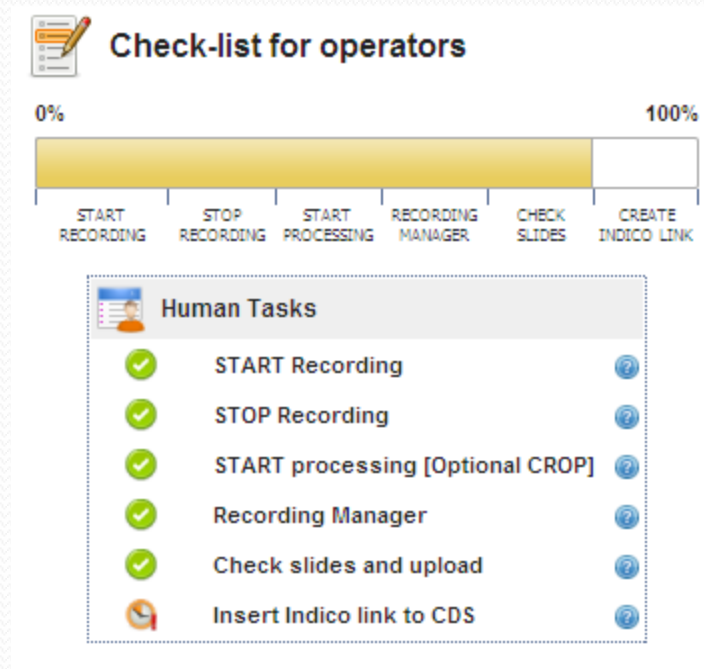 Check-list for operators
0% 100%
START STOP START RECORDING CHECK CREATE
RECORDING RECORDING PROCESSING MANAGER SLIDES INDICO LINK
Human Tasks
START Recording
STOP Recording
START processing [Optional CROP]
Recording Manager
Check slides and upload
Insert Indico link to CDS